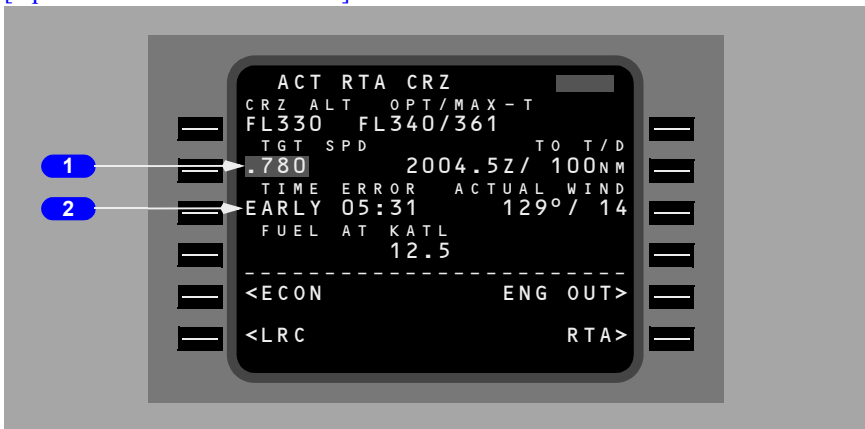 ACT RTA CRZ
CRZ ALT OPT/MAX-T
FL330 FL340/361
TGT SPD TO T/D
1 .780 2004.5Z/ 100NM
TIME ERROR ACTUAL WIND
2 EARLY 05:31 129°/ 14
FUEL AT KATL
12.5
------------------------
<ECON ENG OUT>
<LRC RTA>